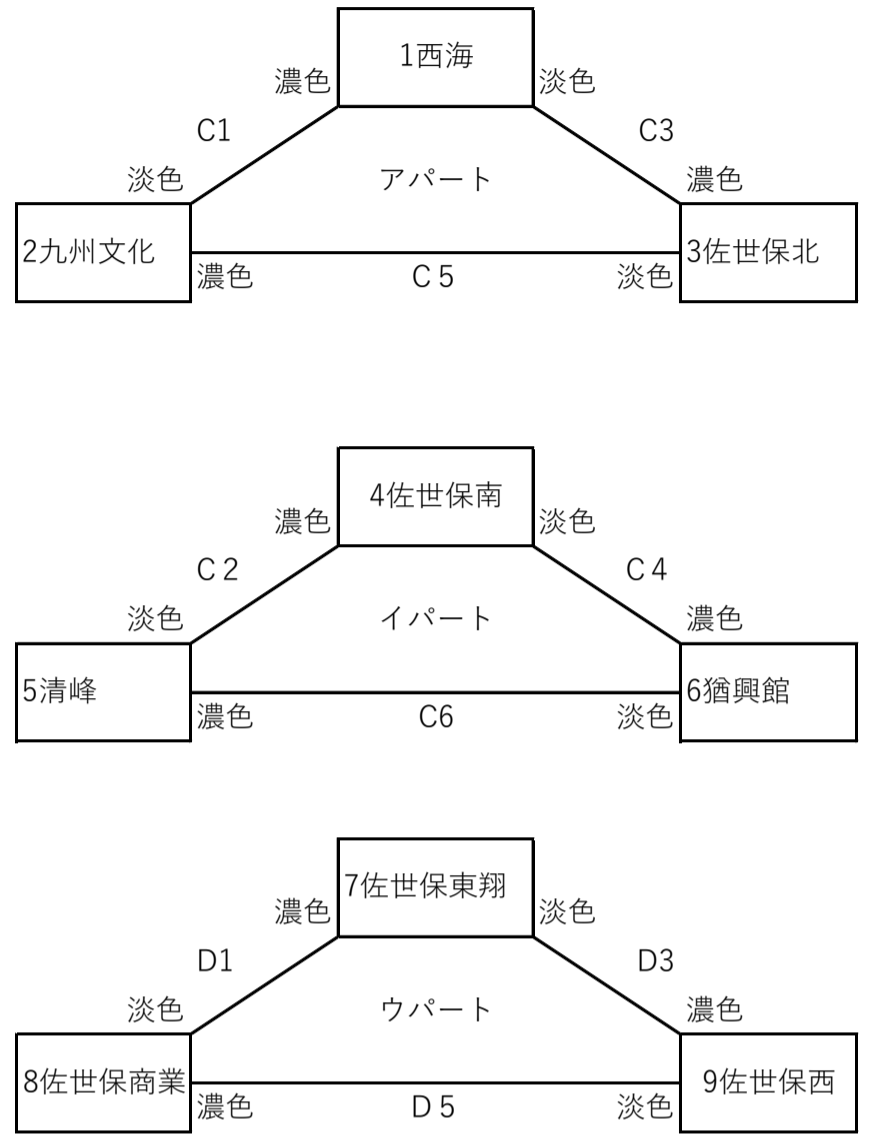 1西海
濃色
淡色
C1
C3
淡色
アパート
濃色
2九州文化
3佐世保北
濃色
C５
淡色
4佐世保南
濃色
淡色
C２
C４
淡色
イパート
濃色
5清峰
6猶興館
濃色
C6
淡色
7佐世保東翔
濃色
淡色
D1
D3
淡色
ウパート
濃色
8佐世保商業
9佐世保西
濃色
D５
淡色